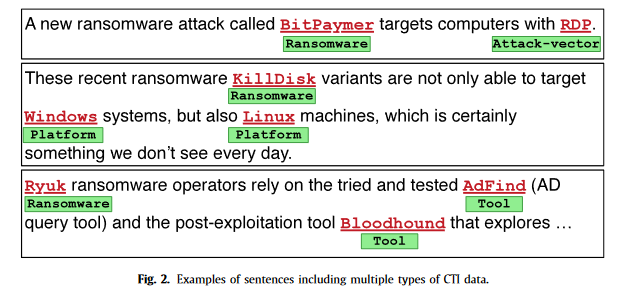 A new ransomware attack called BitPaymer targets computers with RDP.
Ransomware Attack-vector
These recent ransomware KillDisk variants are not only able to target
Ransomware
Windows systems, but also Linux machines, which is certainly
Platform Platform
something we don't see every day.
Ryuk ransomware operators rely on the tried and tested AdFind (AD
Ransomware Tool
query tool) and the post-exploitation tool Bloodhound that explores ...
Tool
Fig. 2. Examples of sentences including multiple types of CTI data.